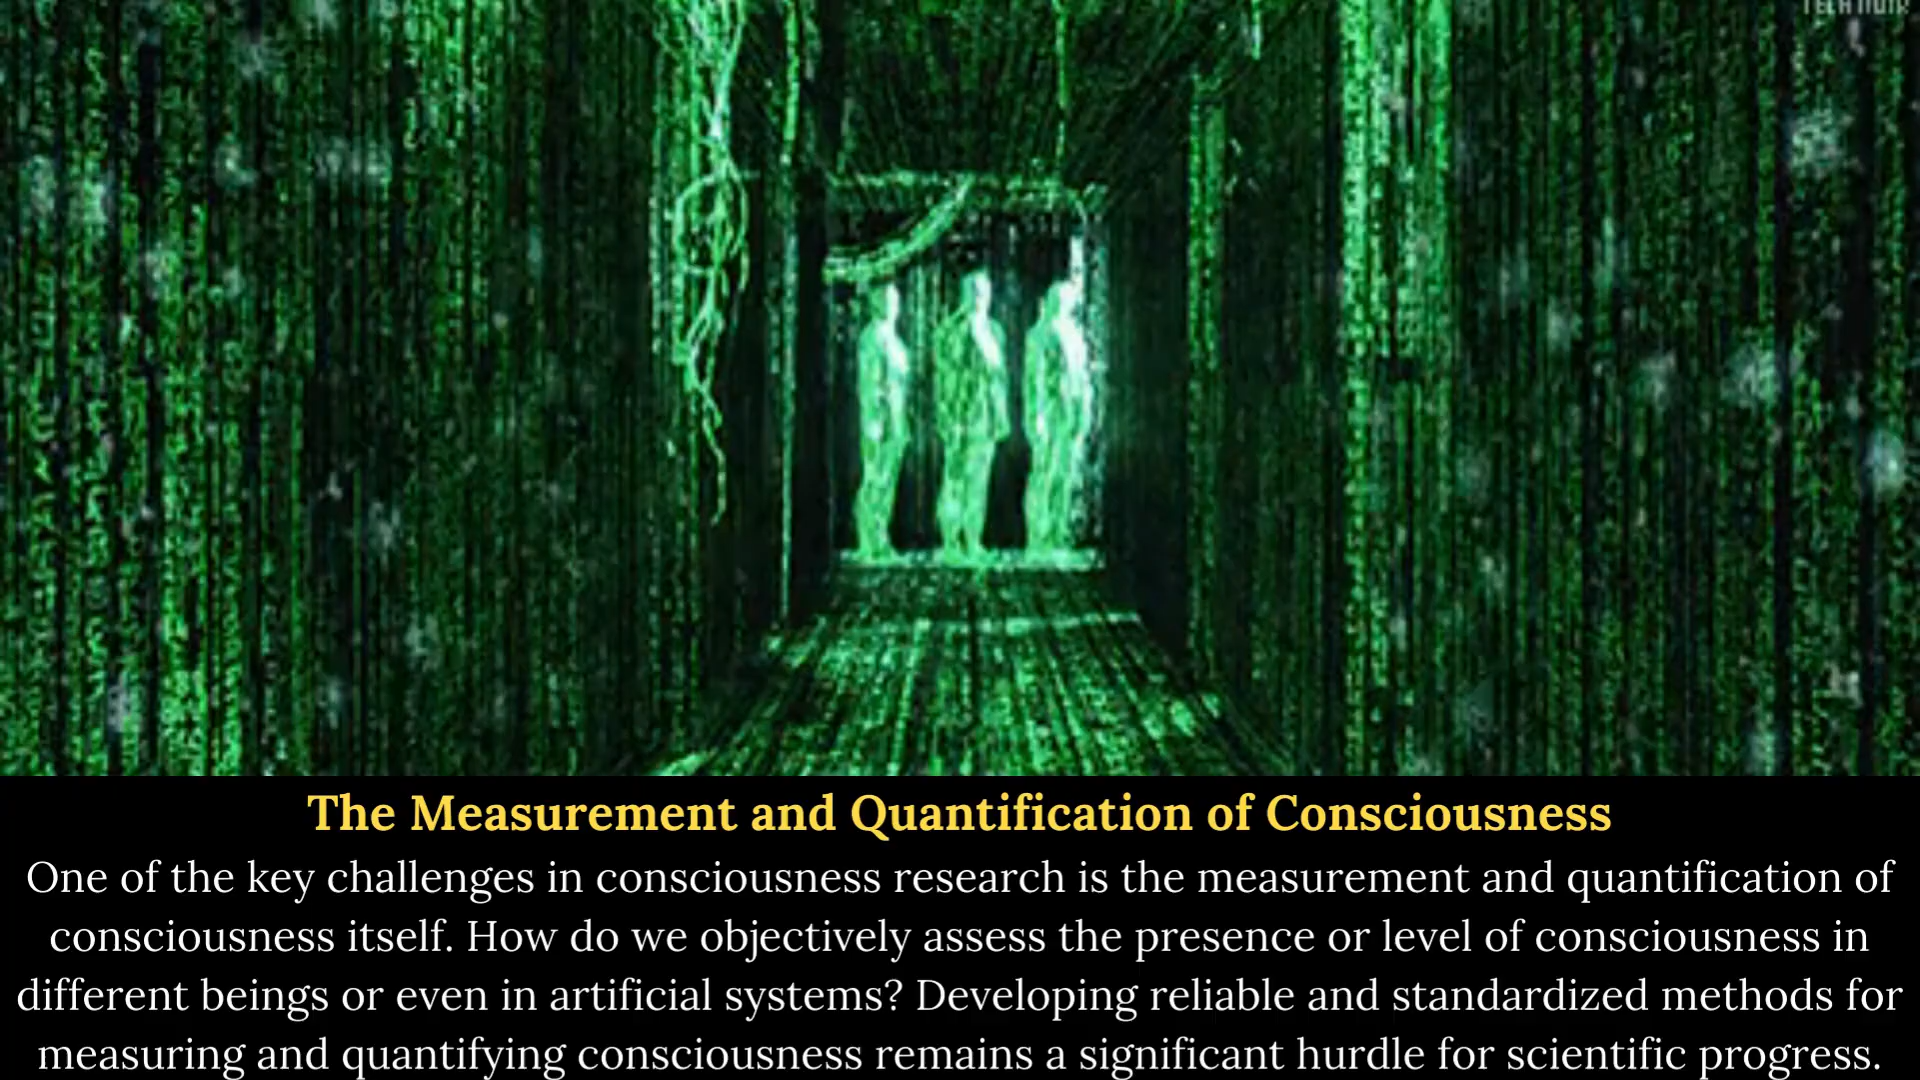 The Measurement and Quantification of Consciousness
One of the key challenges in consciousness research is the measurement and quantification of
consciousness itself. How do we objectively assess the presence or level of consciousness in
different beings or even in artificial systems? Developing reliable and standardized methods for
measuring and quantifying consciousness remains a significant hurdle for scientific progress.